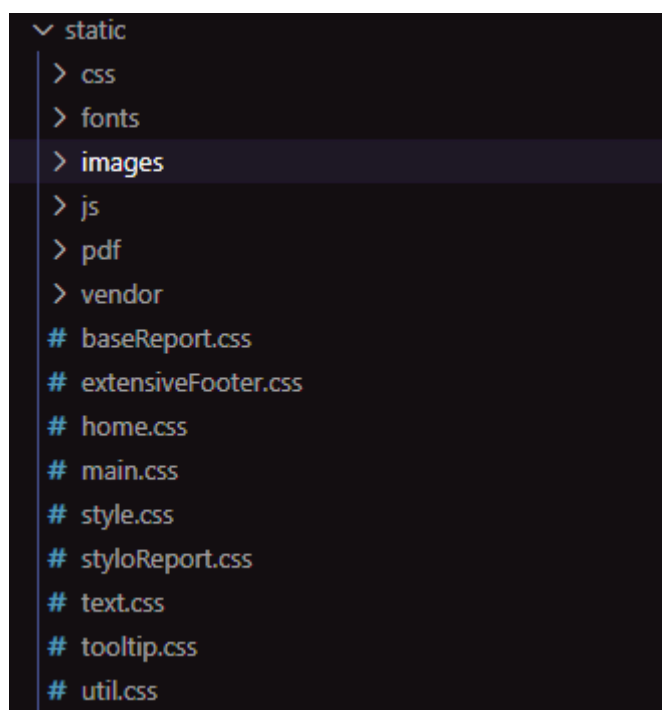 static
css
fonts
images
js
pdf
vendor
# baseReport.css
# extensiveFooter.css
# home.css
# main.css
# style.css
# styloReport.css
# text.css
# tooltip.css
# util.css